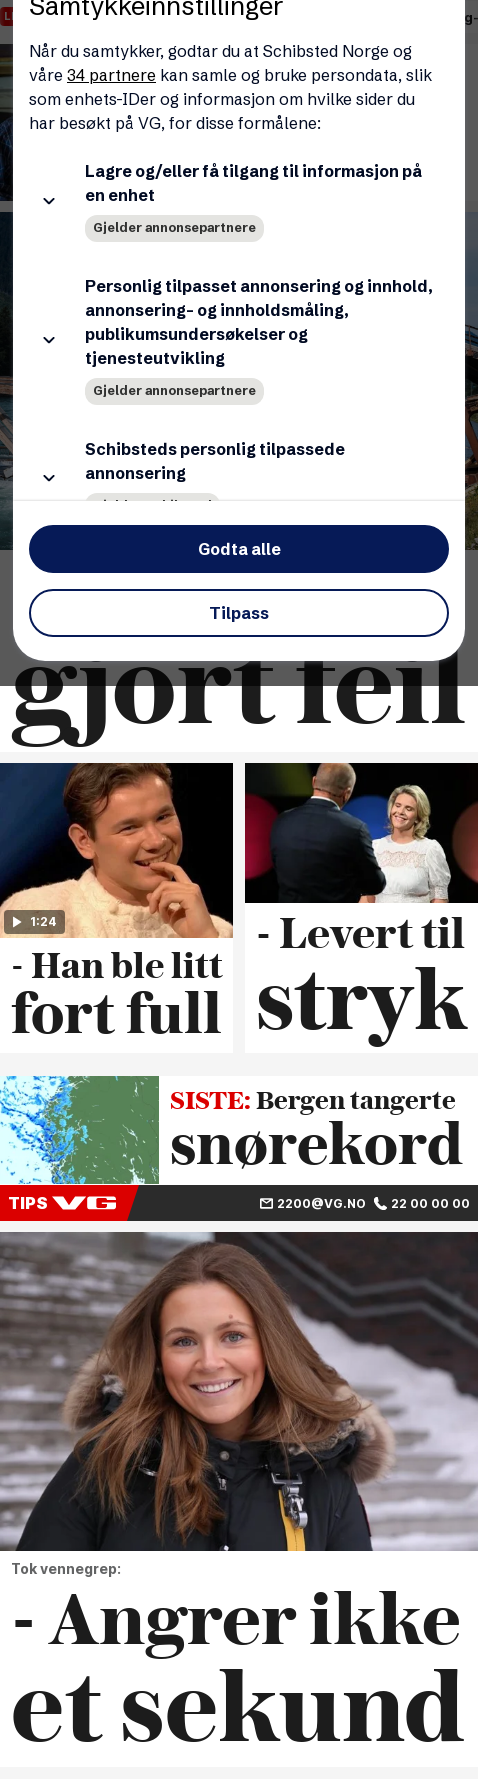 Samtykkeinnstillinger
Når du samtykker, godtar du at Schibsted Norge og
våre 34 partnere kan samle og bruke persondata, slik
som enhets-IDer og informasjon om hvilke sider du
har besøkt på VG, for disse formålene:
Lagre og/eller få tilgang til informasjon på
en enhet
Gjelder annonsepartnere
Personlig tilpasset annonsering og innhold,
annonsering- og innholdsmåling,
publikumsundersøkelser og
tjenesteutvikling
Gjelder annonsepartnere
Schibsteds personlig tilpassede
annonsering
Godta alle
Tilpass
gjort feil
1:24
- Han ble litt
fort full
- Levert til
stryk
SISTE: Bergen tangerte
snørekord
TIPS VG
2200@VG.NO 22 00 00 00
Tok vennegrep:
- Angrer ikke
et sekund